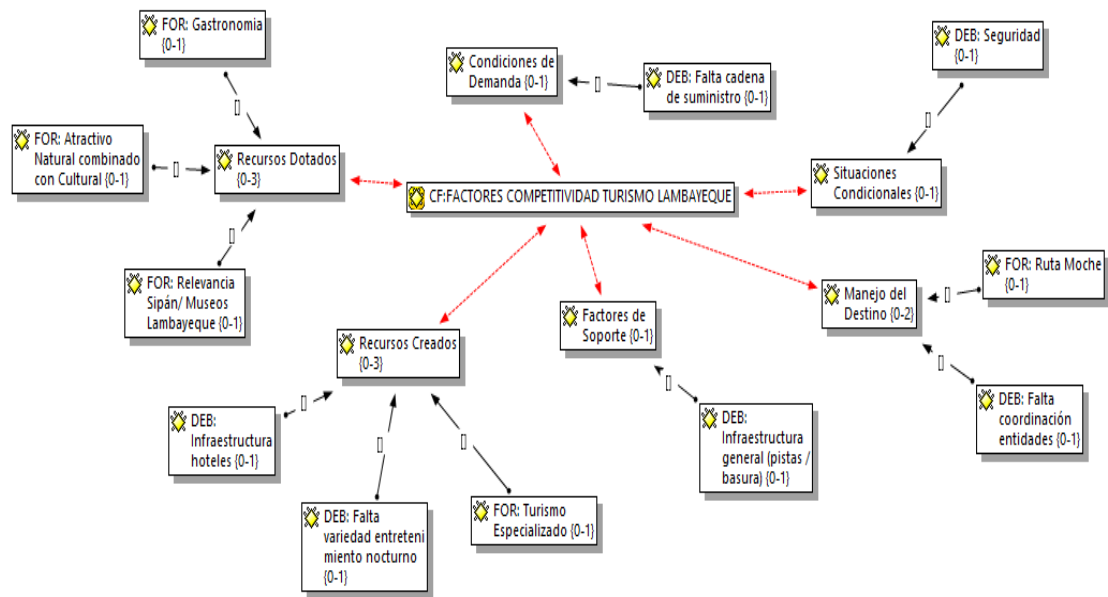 FOR: Gastronomia
{0-1}
Condiciones de
Demanda {0-1}
DEB: Falta cadena
de suministro {0-1}
DEB: Seguridad
{0-1}
FOR: Atractivo
Natural combinado
con Cultural {0-1}
Recursos Dotados
{0-3}
CF:FACTORES COMPETITIVIDAD TURISMO LAMBAYEQUE
Situaciones
Condicionales {0-1}
FOR: Relevancia
Sipán/ Museos
Lambayeque {0-1}
Recursos Creados
{0-3}
Factores de
Soporte {0-1}
Manejo del
Destino {0-2}
FOR: Ruta Moche
{0-1}
DEB:
Infraestructura
hoteles {0-1}
DEB: Falta
variedad entreteni
miento nocturno
{0-1}
FOR: Turismo
Especializado {0-1}
DEB:
Infraestructura
general (pistas /
basura) {0-1}
DEB: Falta
coordinación
entidades {0-1}